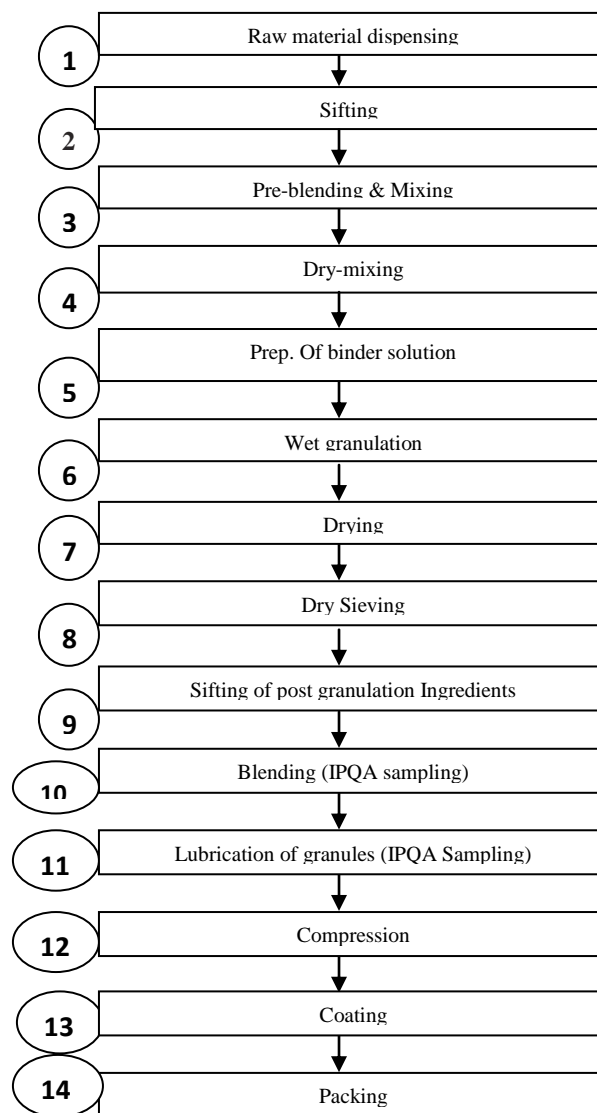 Raw material dispensing
1
Sifting
2
Pre-blending & Mixing
3
Dry-mixing
4
Prep. Of binder solution
5
Wet granulation
6
Drying
7
Dry Sieving
8
Sifting of post granulation Ingredients
9
Blending (IPQA sampling)
10
Lubrication of granules (IPQA Sampling)
11
Compression
12
Coating
13
Packing
14